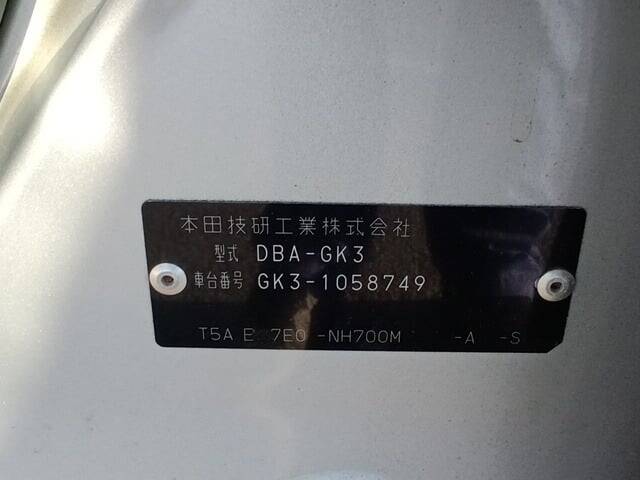 本田技研工業株式会社
型式 DBA-GK3
車台番号 GK3-1058749
T5A E 7E0 -NH700M -A -S